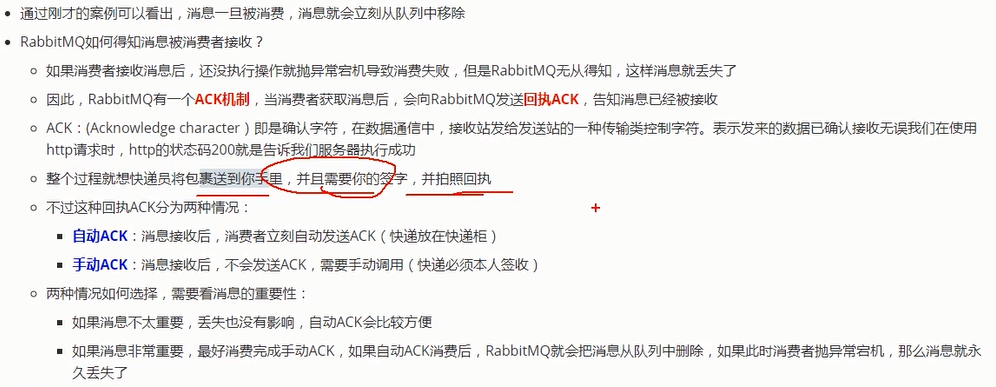 通过刚才的案例可以看出，消息一旦被消费，消息就会立刻从队列中移除
RabbitMQ如何得知消息被消费者接收？
如果消费者接收消息后，还没执行操作就抛异常宕机导致消费失败，但是RabbitMQ无从得知，这样消息就丢失了
因此，RabbitMQ有一个ACK机制，当消费者获取消息后，会向RabbitMQ发送回执ACK，告知消息已经被接收
ACK：(Acknowledge character）即是确认字符，在数据通信中，接收站发给发送站的一种传输类控制字符。表示发来的数据已确认接收无误我们在使用
http请求时，http的状态码200就是告诉我们服务器执行成功
整个过程就想快递员将包裹送到你手里，并且需要你的签字，并拍照回执
不过这种回执ACK分为两种情况：
自动ACK：消息接收后，消费者立刻自动发送ACK（快递放在快递柜）
手动ACK：消息接收后，不会发送ACK，需要手动调用（快递必须本人签收）
两种情况如何选择，需要看消息的重要性：
如果消息不太重要，丢失也没有影响，自动ACK会比较方便
如果消息非常重要，最好消费完成手动ACK，如果自动ACK消费后，RabbitMQ就会把消息从队列中删除，如果此时消费者抛异常宕机，那么消息就永
久丢失了